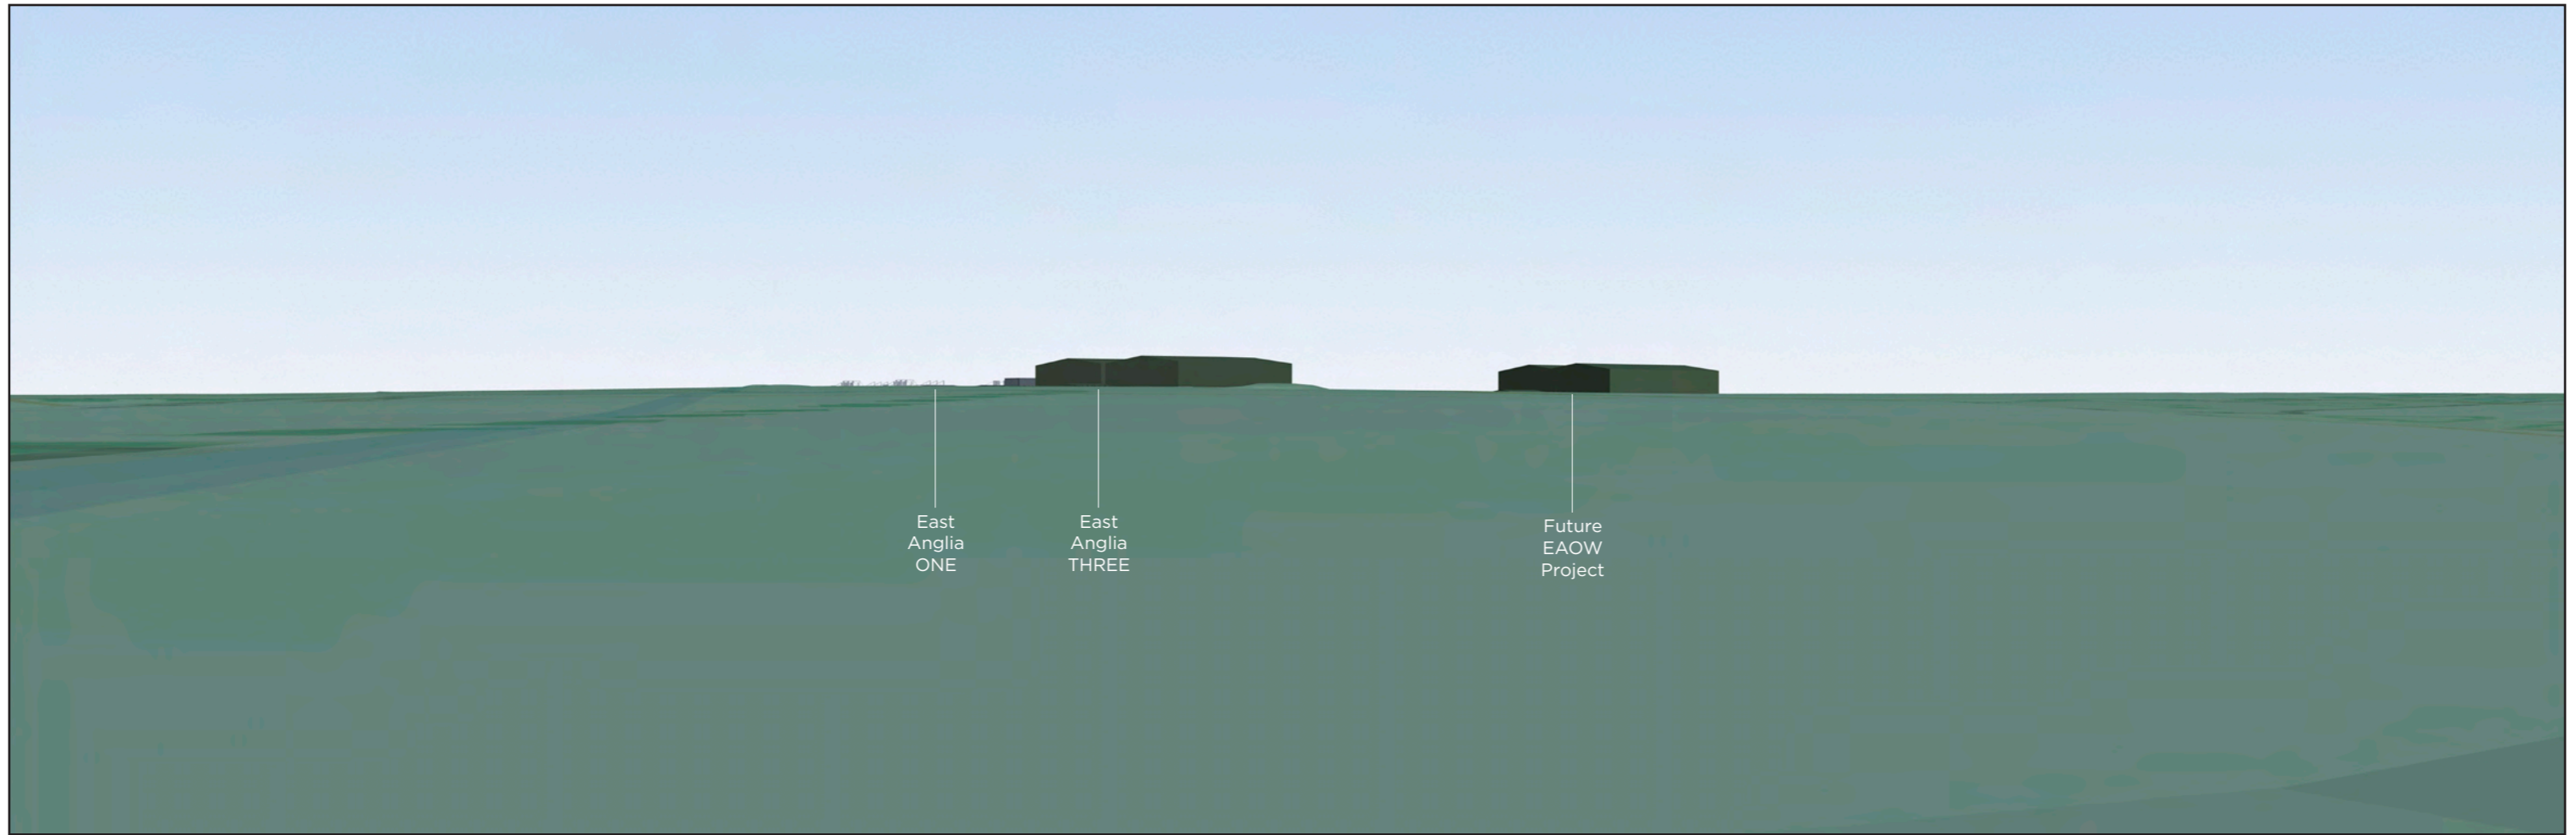 East
Anglia
ONE
East
Anglia
THREE
Future
EAOW
Project